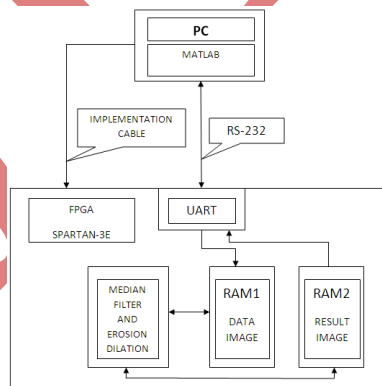 PC
MATLAB
IMPLEMENTATION
CABLE
RS-232
FPGA
SPARTAN-3E
UART
MEDIAN
FILTER
AND
EROSION
DILATION
RAM1
DATA
IMAGE
RAM2
RESULT
IMAGE